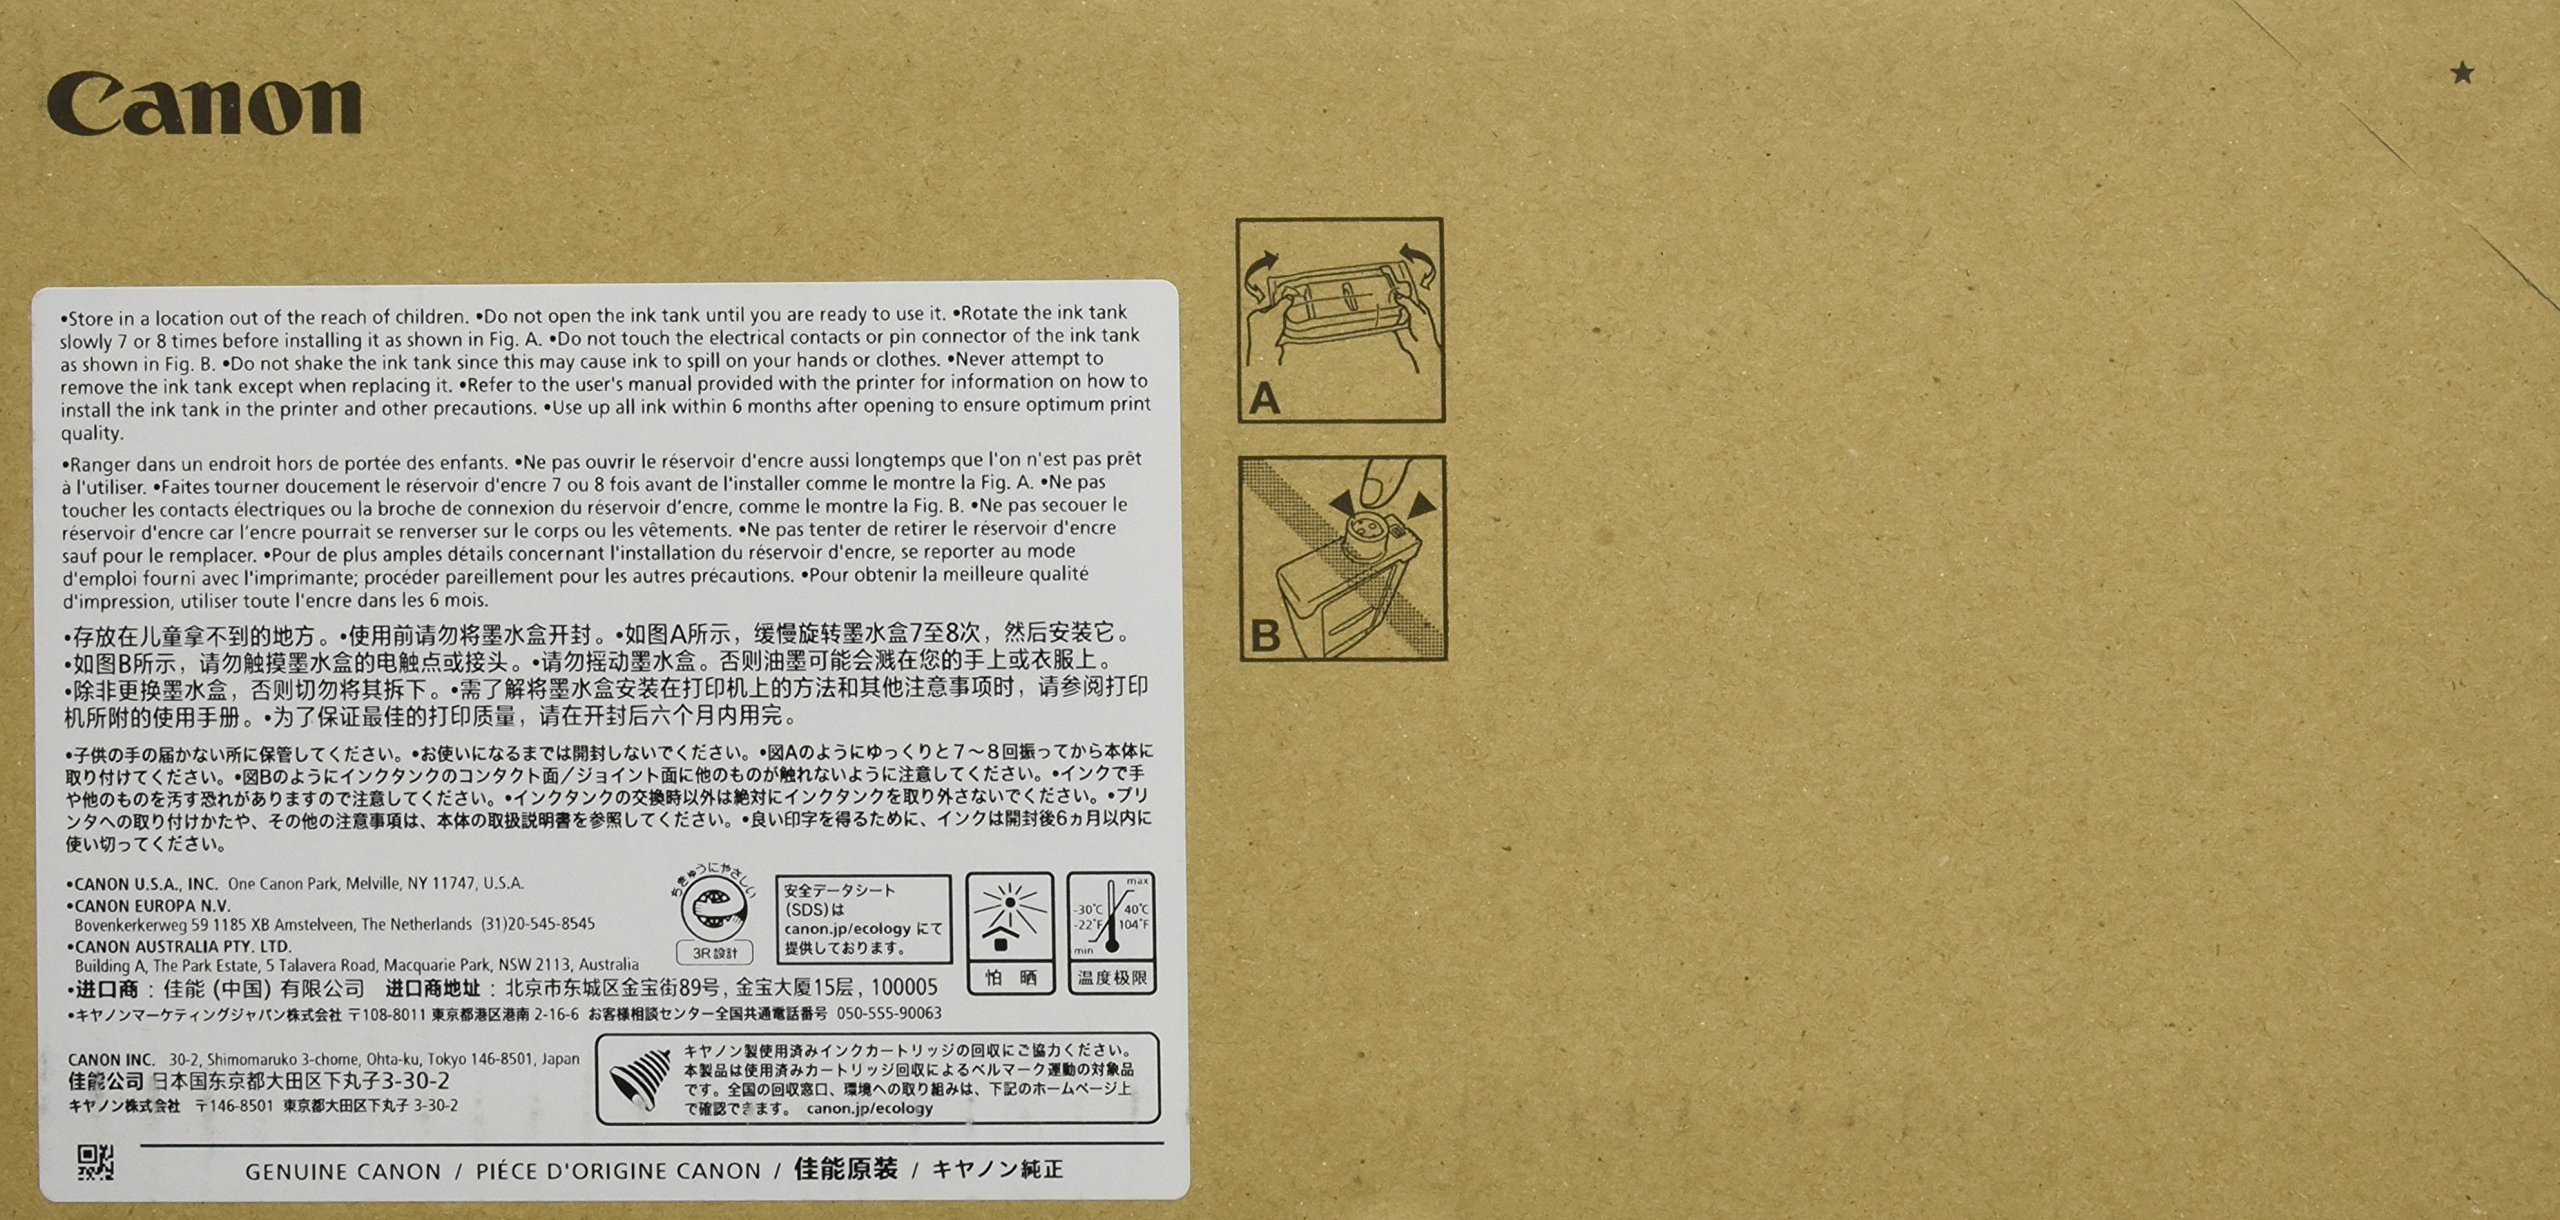 Canon
★
•Store in a location out of the reach of children. •Do not open the ink tank until you are ready to use it. •Rotate the ink tank
slowly 7 or 8 times before installing it as shown in Fig. A. •Do not touch the electrical contacts or pin connector of the ink tank
as shown in Fig. B. •Do not shake the ink tank since this may cause ink to spill on your hands or clothes. •Never attempt to
remove the ink tank except when replacing it. •Refer to the user's manual provided with the printer for information on how to
install the ink tank in the printer and other precautions. •Use up all ink within 6 months after opening to ensure optimum print
quality.
•Ranger dans un endroit hors de portée des enfants. •Ne pas ouvrir le réservoir d'encre aussi longtemps que l'on n'est pas prêt
à l'utiliser. •Faites tourner doucement le réservoir d'encre 7 ou 8 fois avant de l'installer comme le montre la Fig. A. •Ne pas
toucher les contacts électriques ou la broche de connexion du réservoir d'encre, comme le montre la Fig. B. •Ne pas secouer le
réservoir d'encre car l'encre pourrait se renverser sur le corps ou les vêtements. •Ne pas tenter de retirer le réservoir d'encre
sauf pour le remplacer. •Pour de plus amples détails concernant l'installation du réservoir d'encre, se reporter au mode
d'emploi fourni avec l'imprimante; procéder pareillement pour les autres précautions. •Pour obtenir la meilleure qualité
d'impression, utiliser toute l'encre dans les 6 mois.
•存放在儿童拿不到的地方。•使用前请勿将墨水盒开封。•如图A所示，缓慢旋转墨水盒7至8次，然后安装它。
•如图B所示，请勿触摸墨水盒的电触点或接头。•请勿摇动墨水盒。否则油墨可能会溅在您的手上或衣服上。
•除非更换墨水盒，否则切勿将其拆下。•需了解将墨水盒安装在打印机上的方法和其他注意事项时，请参阅打印
机所附的使用手册。•为了保证最佳的打印质量，请在开封后六个月内用完。
•子供の手の届かない所に保管してください。•お使いになるまでは開封しないでください。•図Aのようにゆっくりと7～8回振ってから本体に
取り付けてください。•図Bのようにインクタンクのコンタクト面／ジョイント面に他のものが触れないように注意してください。•インクで手
や他のものを汚す恐れがありますので注意してください。•インクタンクの交換時以外は絶対にインクタンクを取り外さないでください。•プリ
ンタへの取り付けかたや、その他の注意事項は、本体の取扱説明書を参照してください。•良い印字を得るために、インクは開封後6ヵ月以内に
使い切ってください。
•CANON U.S.A., INC. One Canon Park, Melville, NY 11747, U.S.A.
•CANON EUROPA N.V.
Bovenkerkerweg 59 1185 XB Amstelveen, The Netherlands (31)20-545-8545
•CANON AUSTRALIA PTY. LTD.
Building A, The Park Estate, 5 Talavera Road, Macquarie Park, NSW 2113, Australia
•进口商：佳能 (中国) 有限公司 进口商地址：北京市东城区金宝街89号, 金宝大厦15层, 100005
•キヤノンマーケティングジャパン株式会社 〒108-8011 東京都港区港南 2-16-6 お客様相談センター全国共通電話番号 050-555-90063
ちきゅうにやさしい
3R設計
安全データシート
(SDS)は
canon.jp/ecology にて
提供しております。
怕 晒
max
-30℃ 40℃
-22℉ 104℉
min
温度极限
CANON INC. 30-2, Shimomaruko 3-chome, Ohta-ku, Tokyo 146-8501, Japan
佳能公司 日本国东京都大田区下丸子3-30-2
キヤノン株式会社 〒146-8501 東京都大田区下丸子 3-30-2
キヤノン製使用済みインクカートリッジの回収にご協力ください。
本製品は使用済みカートリッジ回収によるベルマーク運動の対象品
です。全国の回収窓口、環境への取り組みは、下記のホームページ上
で確認できます。 canon.jp/ecology
GENUINE CANON / PIÉCE D'ORIGINE CANON / 佳能原装 / キヤノン純正
A
B